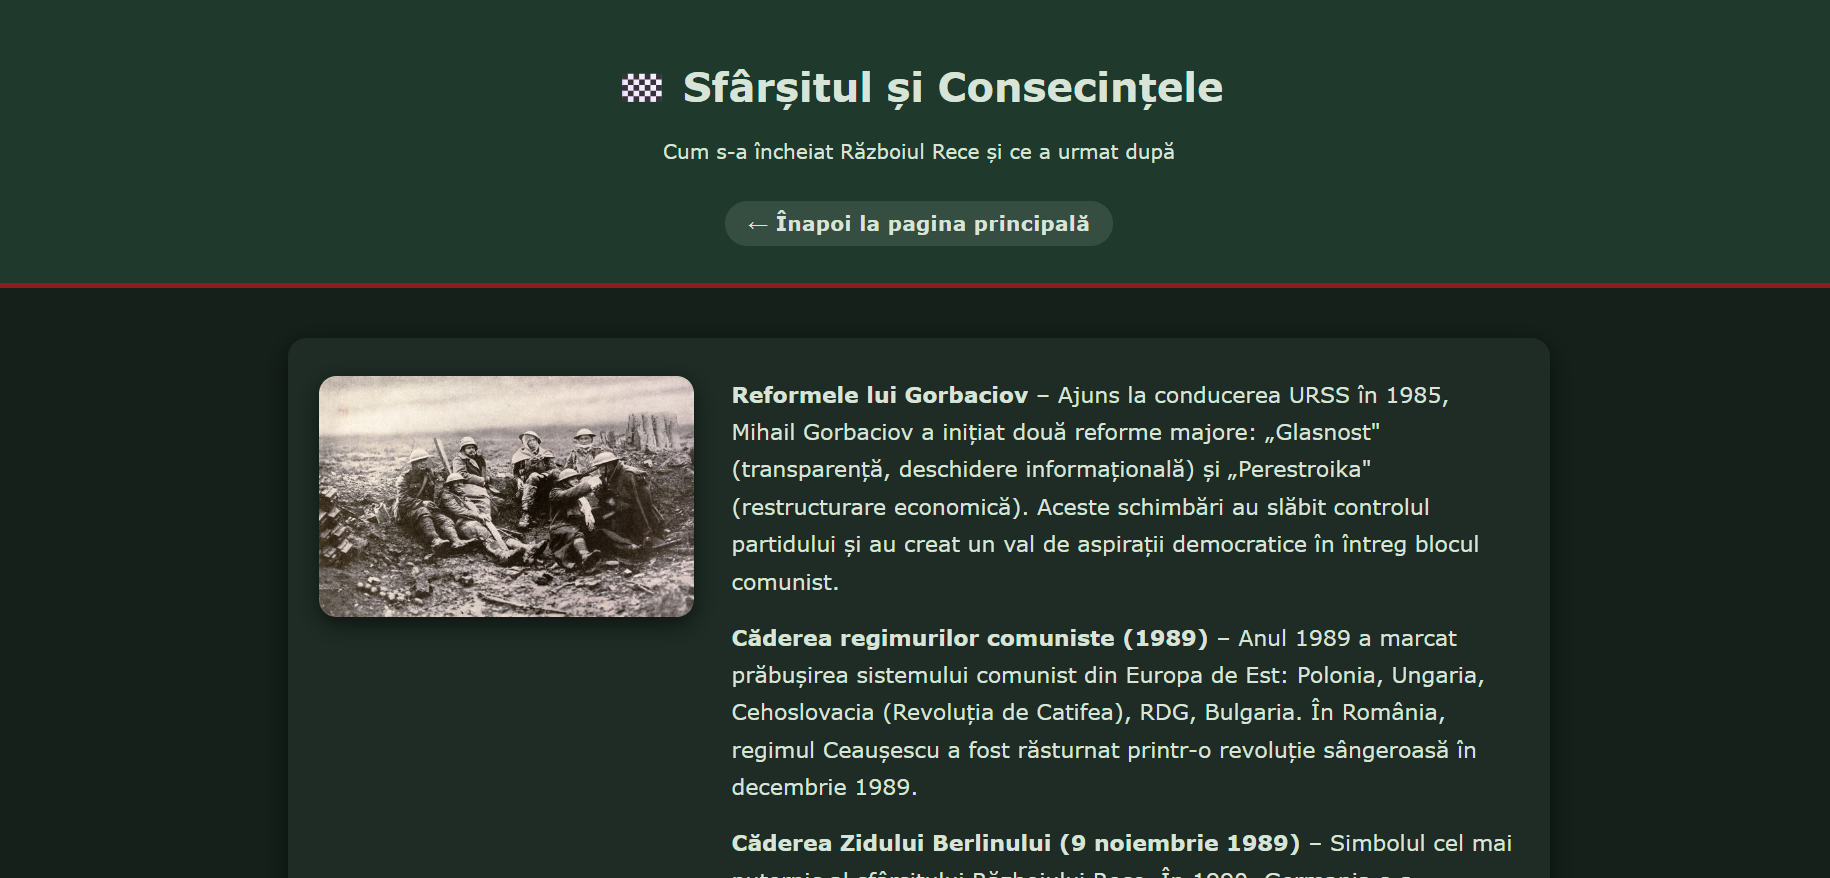 Sfârșitul și Consecințele
Cum s-a încheiat Războiul Rece și ce a urmat după
← Înapoi la pagina principală
Reformele lui Gorbaciov – Ajuns la conducerea URSS în 1985,
Mihail Gorbaciov a inițiat două reforme majore: „Glasnost"
(transparență, deschidere informațională) și „Perestroika"
(restructurare economică). Aceste schimbări au slăbit controlul
partidului și au creat un val de aspirații democratice în întreg blocul
comunist.
Căderea regimurilor comuniste (1989) – Anul 1989 a marcat
prăbușirea sistemului comunist din Europa de Est: Polonia, Ungaria,
Cehoslovacia (Revoluția de Catifea), RDG, Bulgaria. În România,
regimul Ceaușescu a fost răsturnat printr-o revoluție sângeroasă în
decembrie 1989.
Căderea Zidului Berlinului (9 noiembrie 1989) – Simbolul cel mai